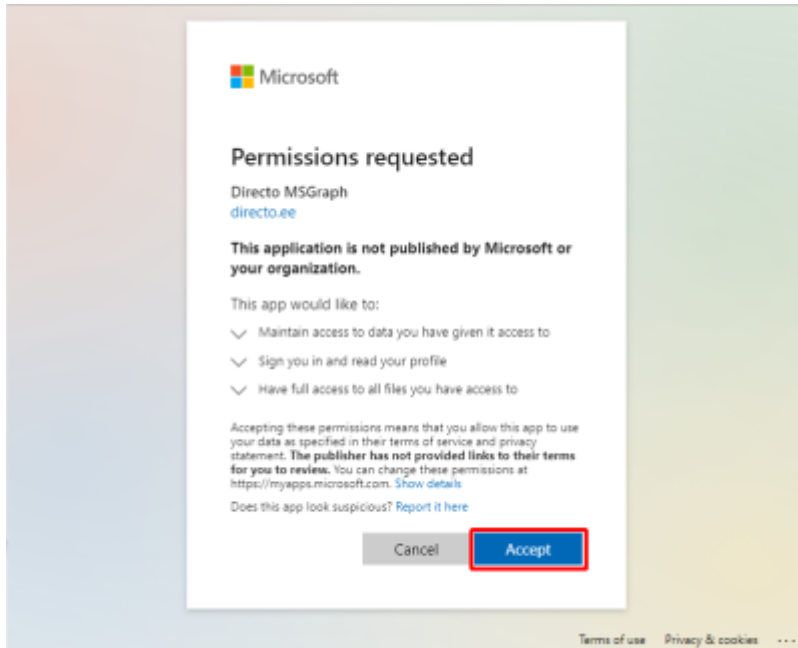 Microsoft
Permissions requested
Directo MSGraph
directo.ee
This application is not published by Microsoft or
your organization.
This app would like to:
Maintain access to data you have given it access to
Sign you in and read your profile
Have full access to all files you have access to
Accepting these permissions means that you allow this app to use
your data as specified in their terms of service and privacy
statement. The publisher has not provided links to their terms
for you to review. You can change these permissions at
https://myapps.microsoft.com. Show details
Does this app look suspicious? Report it here
Cancel
Accept
Terms of use Privacy & cookies ...